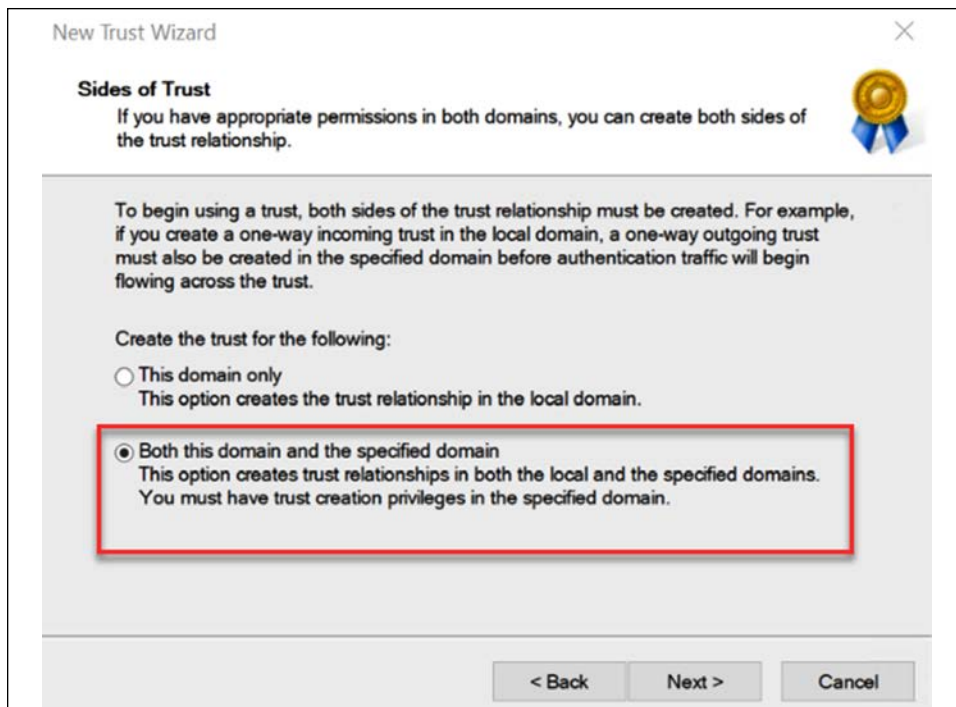 New Trust Wizard
Sides of Trust
If you have appropriate permissions in both domains, you can create both sides of
the trust relationship.
To begin using a trust, both sides of the trust relationship must be created. For example,
if you create a one-way incoming trust in the local domain, a one-way outgoing trust
must also be created in the specified domain before authentication traffic will begin
flowing across the trust.
Create the trust for the following:
This domain only
This option creates the trust relationship in the local domain.
Both this domain and the specified domain
This option creates trust relationships in both the local and the specified domains.
You must have trust creation privileges in the specified domain.
< Back Next > Cancel